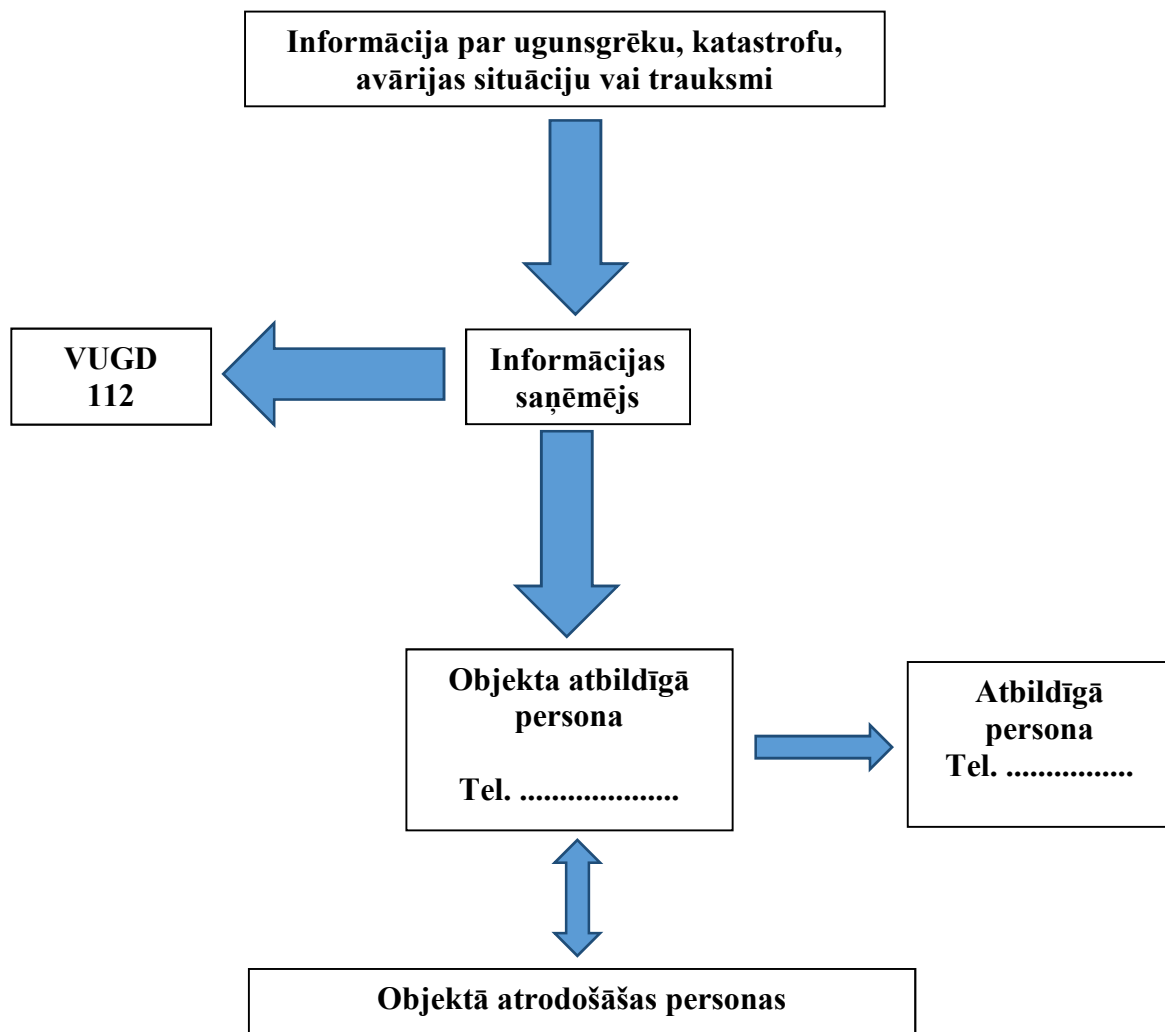 Informācija par ugunsgrēku, katastrofu,
avārijas situāciju vai trauksmi
VUGD
112
Informācijas
saņēmējs
Objekta atbildīgā
persona
Tel. ....................
Atbildīgā
persona
Tel. ................
Objektā atrodošāšas personas